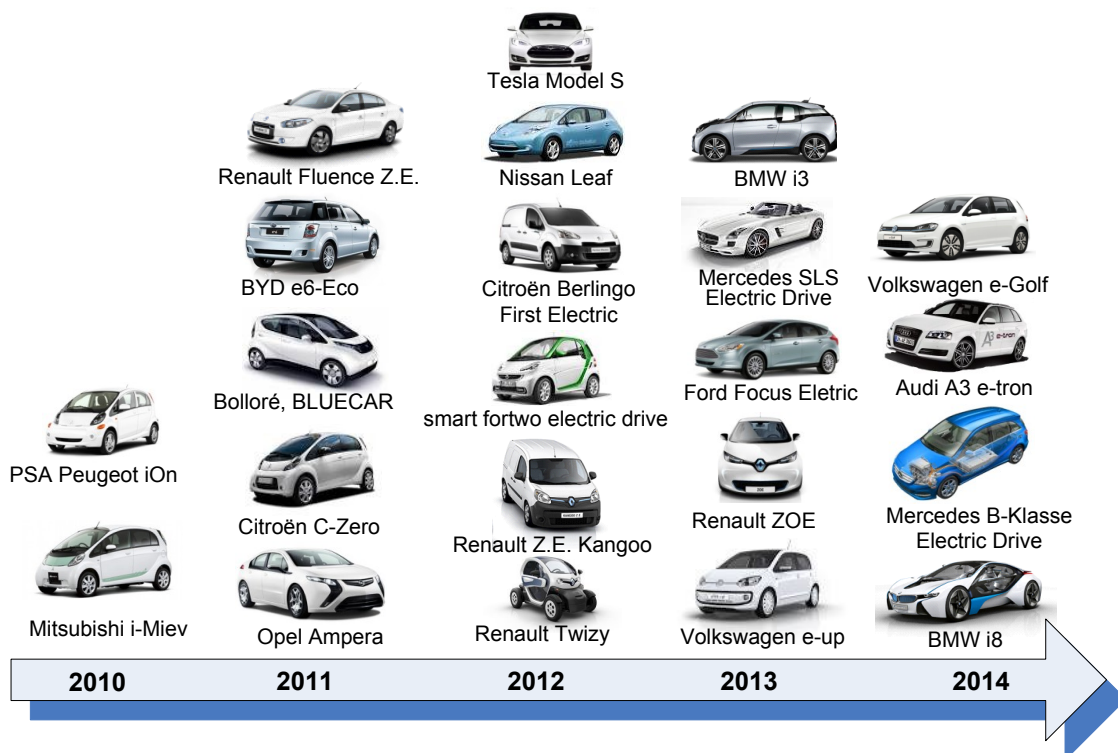 Tesla Model S
Renault Fluence Z.E.
Nissan Leaf
BMW i3
BYD e6-Eco
Citroën Berlingo
First Electric
Mercedes SLS
Electric Drive
Volkswagen e-Golf
Bolloré, BLUECAR
smart fortwo electric drive
Ford Focus Eletric
Audi A3 e-tron
PSA Peugeot iOn
Citroën C-Zero
Renault Z.E. Kangoo
Renault ZOE
Mercedes B-Klasse
Electric Drive
Mitsubishi i-Miev
Opel Ampera
Renault Twizy
Volkswagen e-up
BMW i8
2010 2011 2012 2013 2014